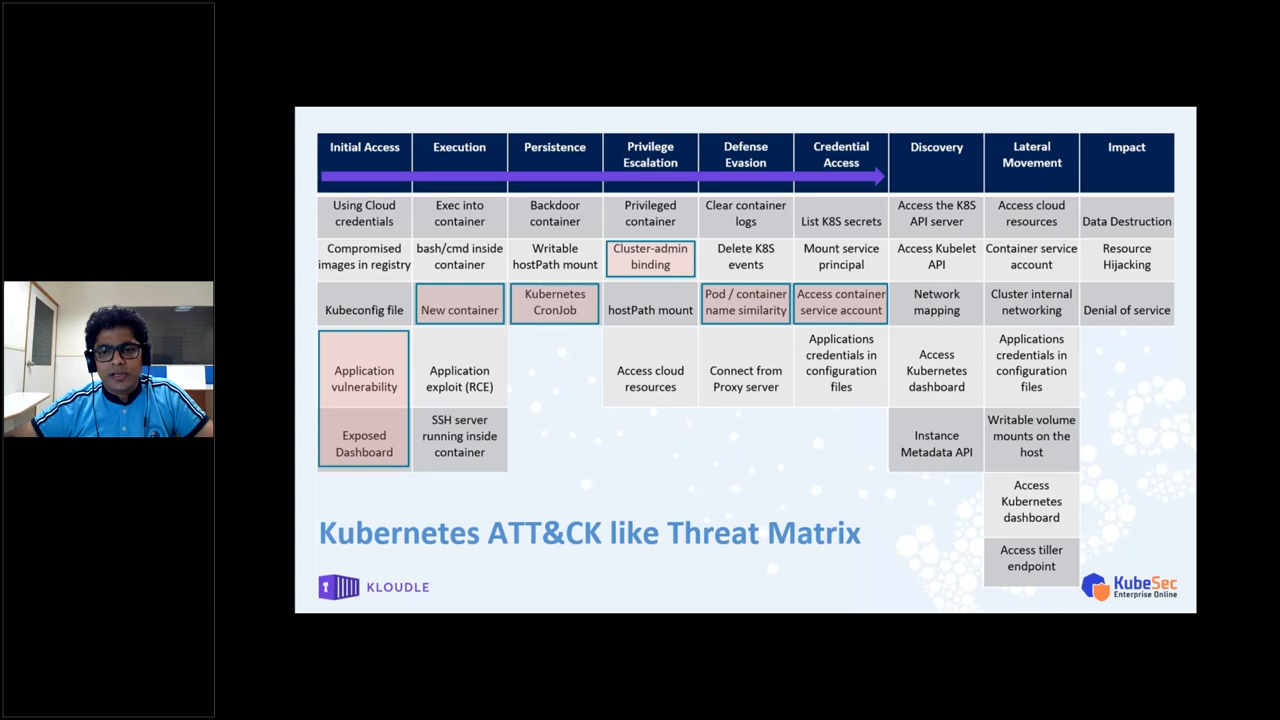 Initial Access
Execution
Persistence
Privilege
Escalation
Defense
Evasion
Credential
Access
Discovery
Lateral
Movement
Impact
Using Cloud
credentials
Exec into
container
Backdoor
container
Privileged
container
Clear container
logs
List K8S secrets
Access the K8S
API server
Access cloud
resources
Data Destruction
Compromised
images in registry
bash/cmd inside
container
Writable
hostPath mount
Cluster-admin
binding
Delete K8S
events
Mount service
principal
Access Kubelet
API
Container service
account
Resource
Hijacking
Kubeconfig file
New container
Kubernetes
CronJob
hostPath mount
Pod / container
name similarity
Access container
service account
Network
mapping
Cluster internal
networking
Denial of service
Application
vulnerability
Application
exploit (RCE)
Access cloud
resources
Connect from
Proxy server
Applications
credentials in
configuration
files
Access
Kubernetes
dashboard
Applications
credentials in
configuration
files
Exposed
Dashboard
SSH server
running inside
container
Instance
Metadata API
Writable volume
mounts on the
host
Access
Kubernetes
dashboard
Access tiller
endpoint
Kubernetes ATT&CK like Threat Matrix
KLOUDLE
KubeSec
Enterprise Online